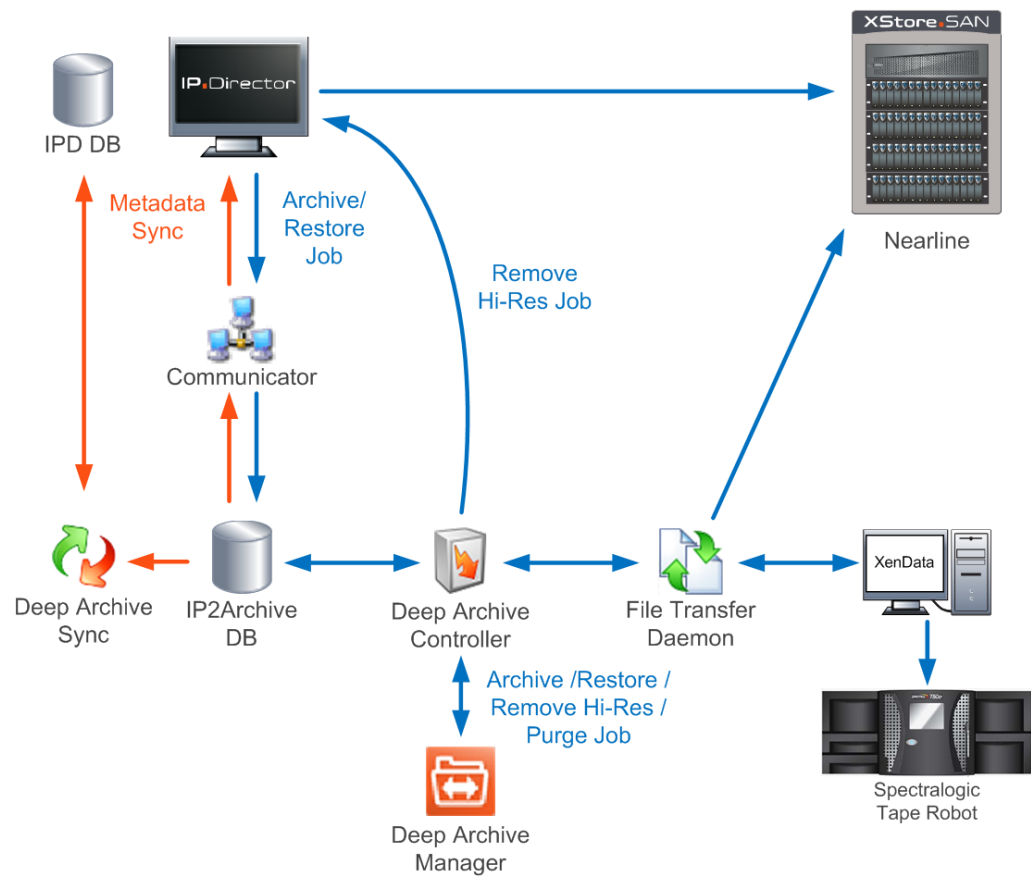 XStore.SAN
IP.Director
IPD DB
Metadata
Sync
Archive/
Restore
Job
Nearline
Remove
Hi-Res Job
Communicator
XenData
Deep Archive
Sync
IP2Archive
DB
Deep Archive
Controller
File Transfer
Daemon
Archive /Restore /
Remove Hi-Res /
Purge Job
Deep Archive
Manager
Spectralogic
Tape Robot